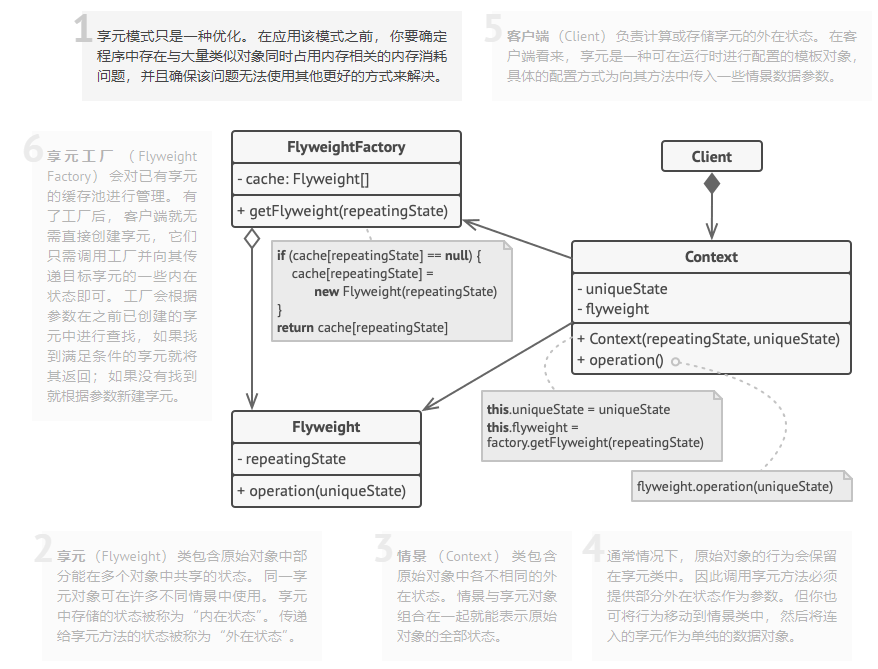 1
享元模式只是一种优化。 在应用该模式之前， 你要确定
程序中存在与大量类似对象同时占用内存相关的内存消耗
问题， 并且确保该问题无法使用其他更好的方式来解决。
5
客户端 （Client） 负责计算或存储享元的外在状态。 在客
户端看来， 享元是一种可在运行时进行配置的模板对象，
具体的配置方式为向其方法中传入一些情景数据参数。
6
享元工厂 （Flyweight
Factory） 会对已有享元
的缓存池进行管理。 有
了工厂后， 客户端就无
需直接创建享元， 它们
只需调用工厂并向其传
递目标享元的一些内在
状态即可。 工厂会根据
参数在之前已创建的享
元中进行查找， 如果找
到满足条件的享元就将
其返回； 如果没有找到
就根据参数新建享元。
FlyweightFactory
- cache: Flyweight[]
+ getFlyweight(repeatingState)
if (cache[repeatingState] == null) {
cache[repeatingState] =
new Flyweight(repeatingState)
}
return cache[repeatingState]
Client
Context
- uniqueState
- flyweight
+ Context(repeatingState, uniqueState)
+ operation()
this.uniqueState = uniqueState
this.flyweight =
factory.getFlyweight(repeatingState)
flyweight.operation(uniqueState)
Flyweight
- repeatingState
+ operation(uniqueState)
2
享元 （Flyweight） 类包含原始对象中部
分能在多个对象中共享的状态。 同一享
元对象可在许多不同情景中使用。 享元
中存储的状态被称为 “内在状态”。 传递
给享元方法的状态被称为 “外在状态”。
3
情景 （Context） 类包含
原始对象中各不相同的外
在状态。 情景与享元对象
组合在一起就能表示原始
对象的全部状态。
4
通常情况下， 原始对象的行为会保留
在享元类中。 因此调用享元方法必须
提供部分外在状态作为参数。 但你也
可将行为移动到情景类中， 然后将连
入的享元作为单纯的数据对象。